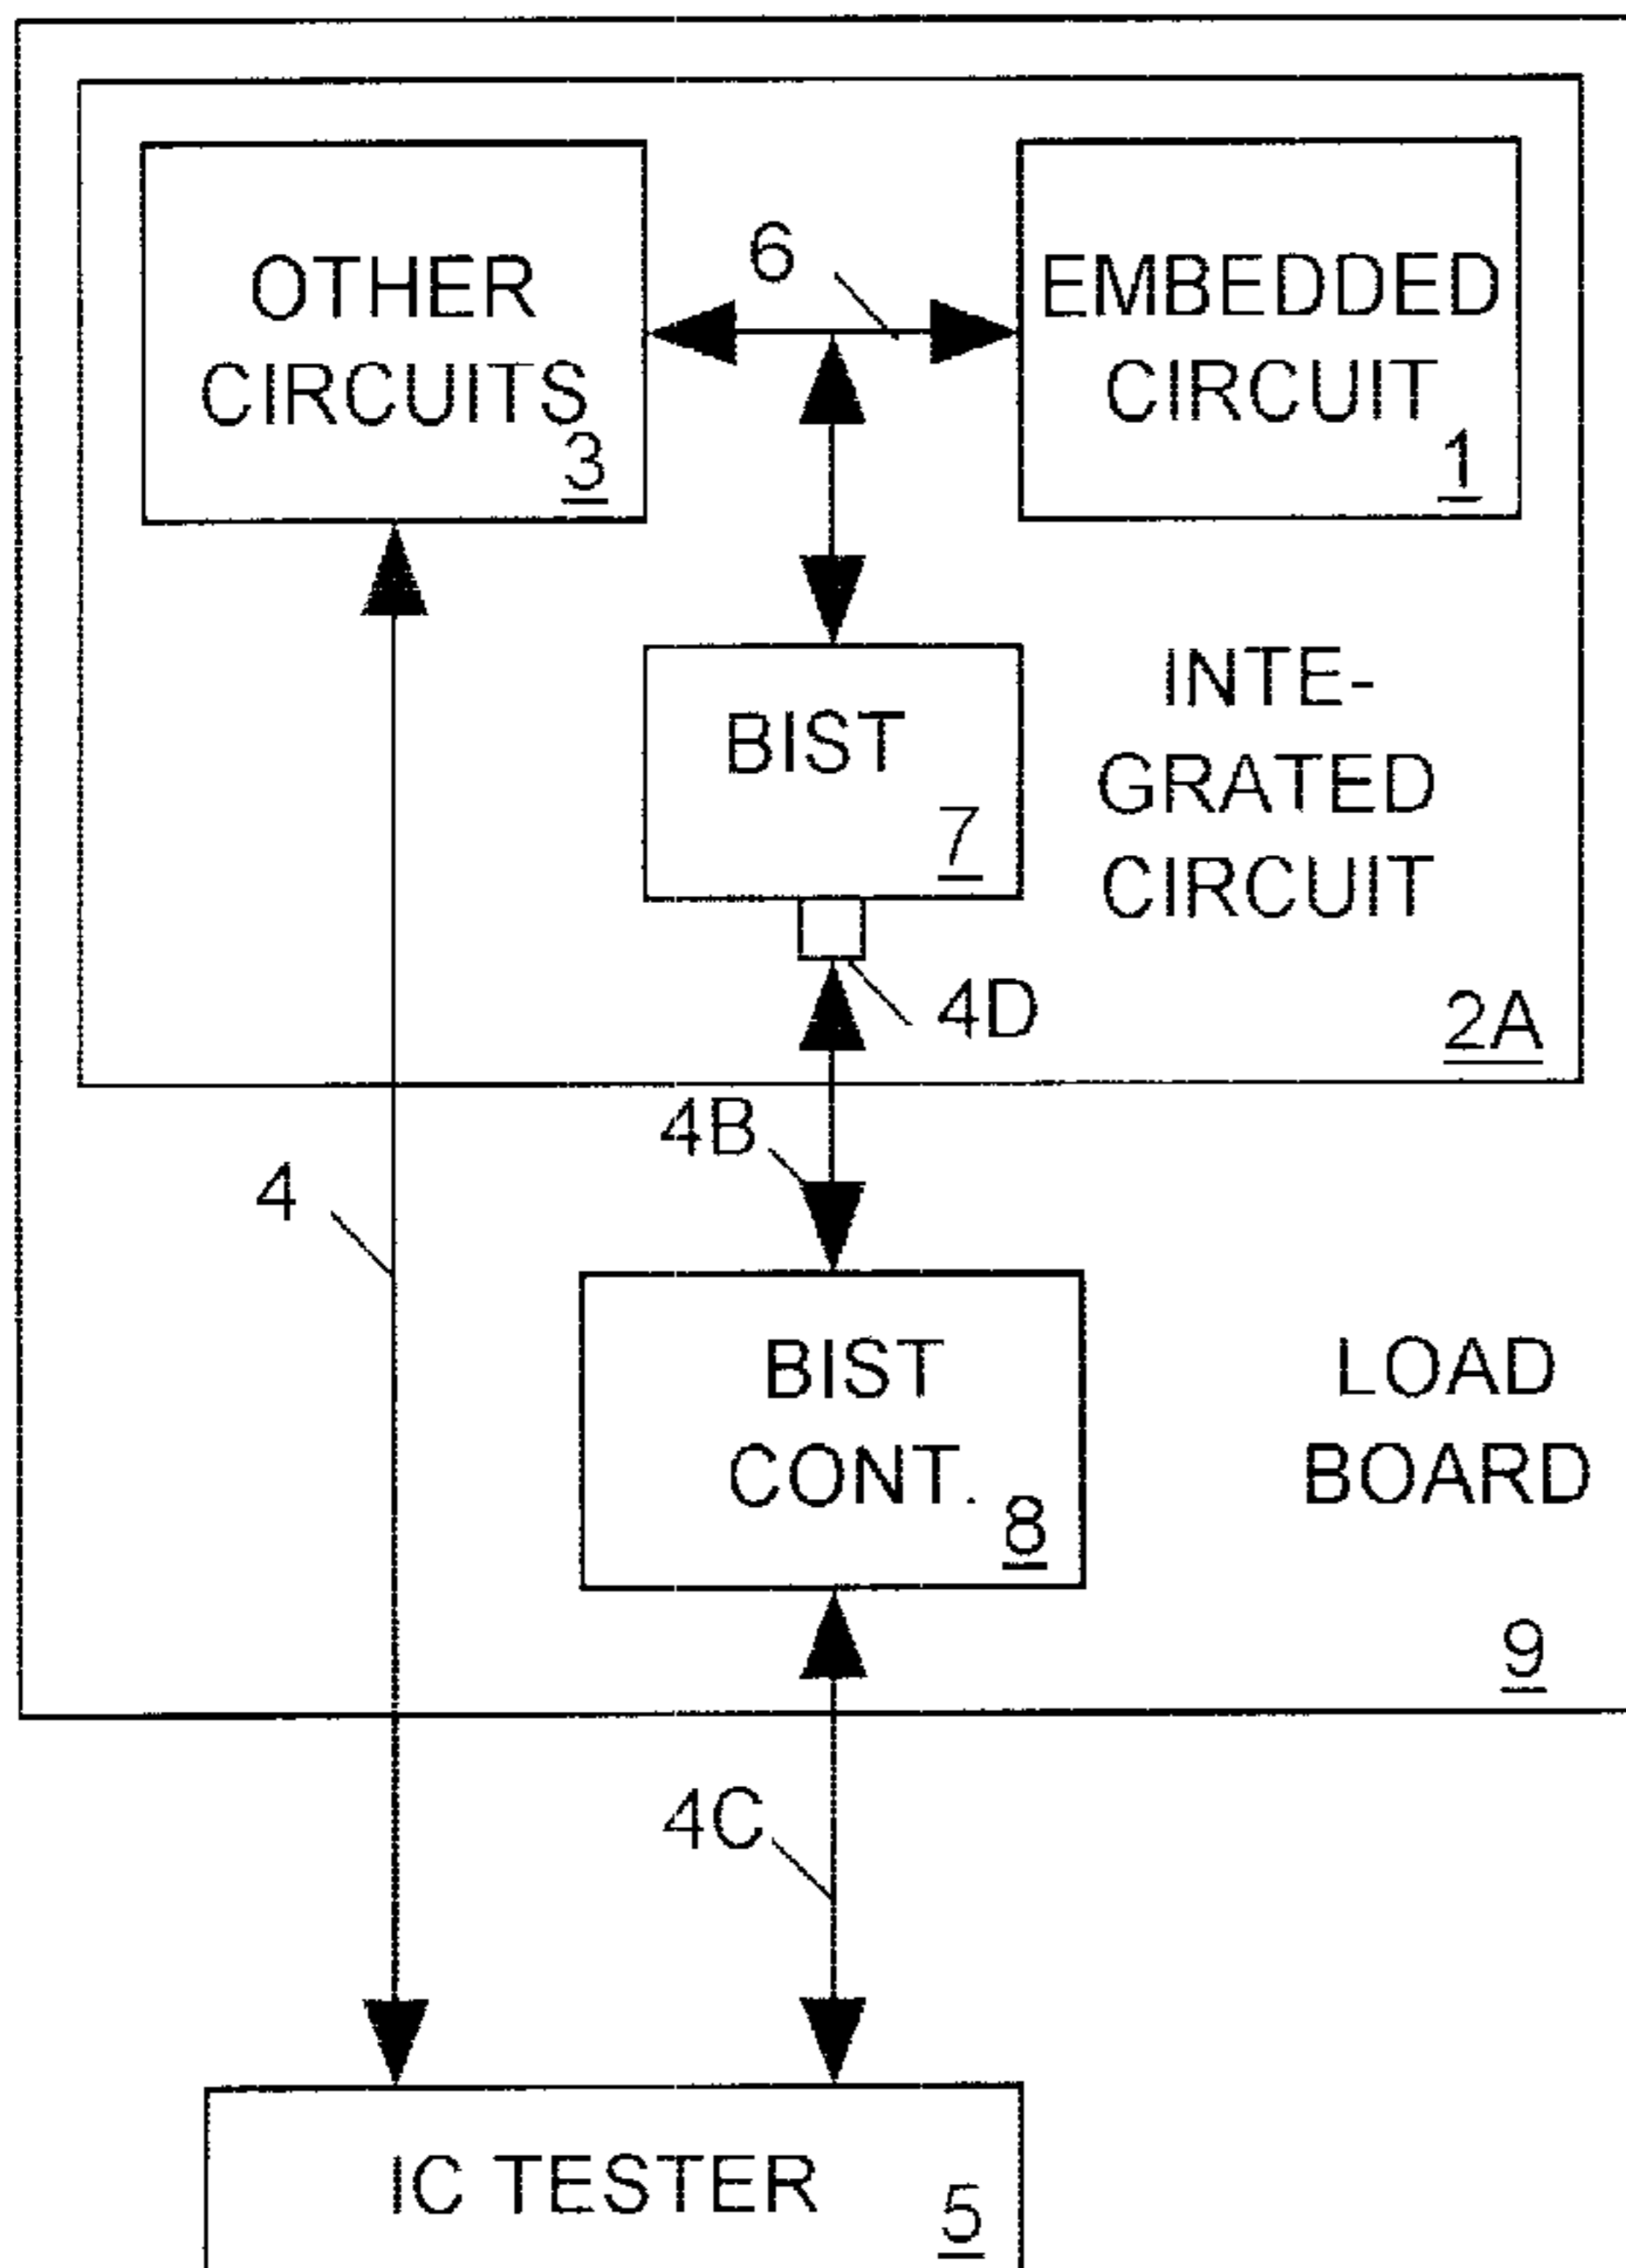 OTHER
CIRCUITS
3
6
EMBEDDED
CIRCUIT
1
BIST
7
INTE-
GRATED
CIRCUIT
4D
2A
4B
4
BIST
CONT.
8
LOAD
BOARD
9
4C
IC TESTER
5